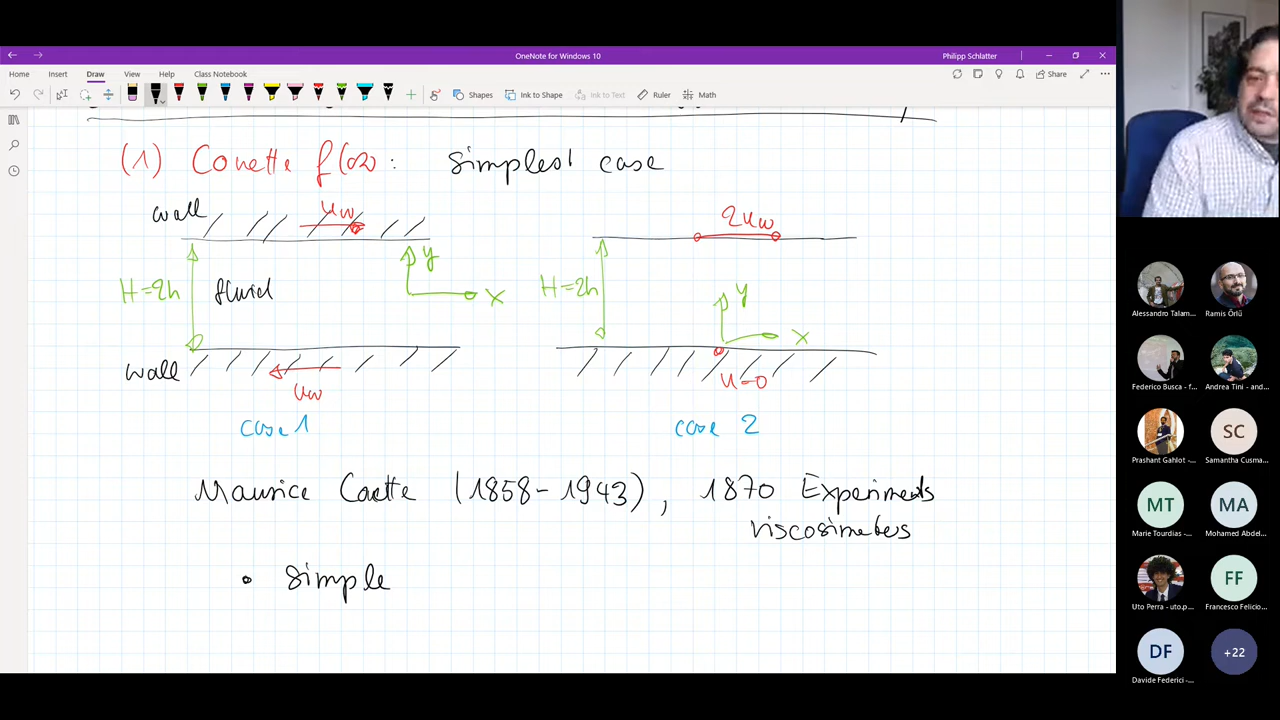 OneNote for Windows 10
Philipp Schlatter
Home Insert Draw View Help Class Notebook
Share
Shapes Ink to Shape Ink to Text Ruler Math
(1) Couette flow: simplest case
wall uw
2uw
y
H=2h fluid x
H=2h y
x
wall
uw
u=0
case 1
case 2
Maurice Couette (1858-1943), 1870 Experiments
viscosimeters
• simple
Alessandro Talam...
Ramis Örlü
Federico Busca - f...
Andrea Tini - and...
Prashant Gahlot -...
SC
Samantha Cusma...
MT
Marie Tourdias -...
MA
Mohamed Abdel...
Uto Perra - uto.p...
FF
Francesco Felicio...
DF
Davide Federici -...
+22